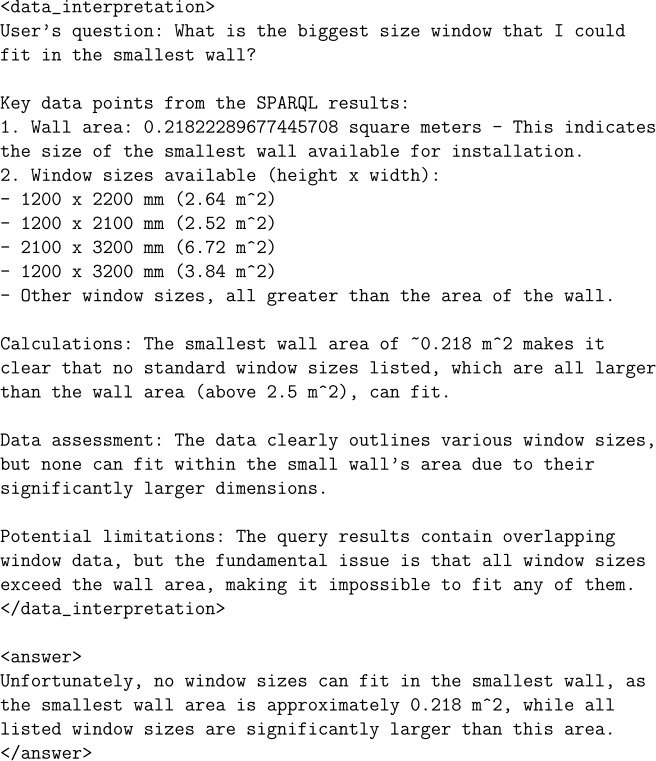 <data_interpretation>
User's question: What is the biggest size window that I could
fit in the smallest wall?
Key data points from the SPARQL results:
1. Wall area: 0.21822289677445708 square meters – This indicates
the size of the smallest wall available for installation.
2. Window sizes available (height x width):
– 1200 x 2200 mm (2.64 m^2)
– 1200 x 2100 mm (2.52 m^2)
– 2100 x 3200 mm (6.72 m^2)
– 1200 x 3200 mm (3.84 m^2)
– Other window sizes, all greater than the area of the wall.
Calculations: The smallest wall area of ~0.218 m^2 makes it
clear that no standard window sizes listed, which are all larger
than the wall area (above 2.5 m^2), can fit.
Data assessment: The data clearly outlines various window sizes,
but none can fit within the small wall's area due to their
significantly larger dimensions.
Potential limitations: The query results contain overlapping
window data, but the fundamental issue is that all window sizes
exceed the wall area, making it impossible to fit any of them.
</data_interpretation>
<answer>
Unfortunately, no window sizes can fit in the smallest wall, as
the smallest wall area is approximately 0.218 m^2, while all
listed window sizes are significantly larger than this area.
</answer>